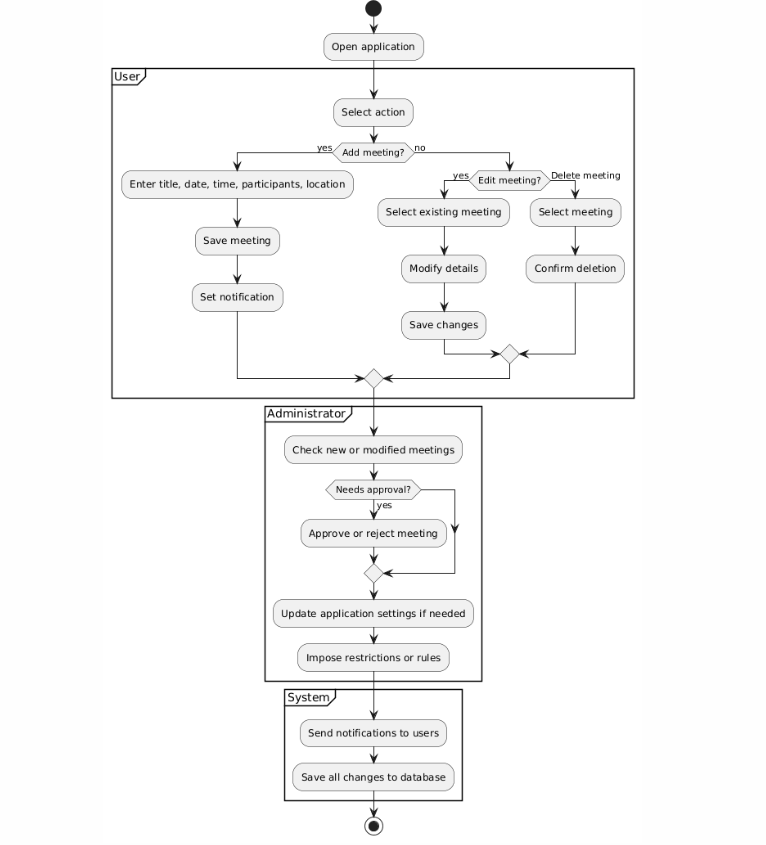 Open application
User
Select action
yes
Add meeting?
no
Enter title, date, time, participants, location
Save meeting
Set notification
yes
Edit meeting?
Delete meeting
Select existing meeting
Modify details
Save changes
Select meeting
Confirm deletion
Administrator
Check new or modified meetings
Needs approval?
yes
Approve or reject meeting
Update application settings if needed
Impose restrictions or rules
System
Send notifications to users
Save all changes to database